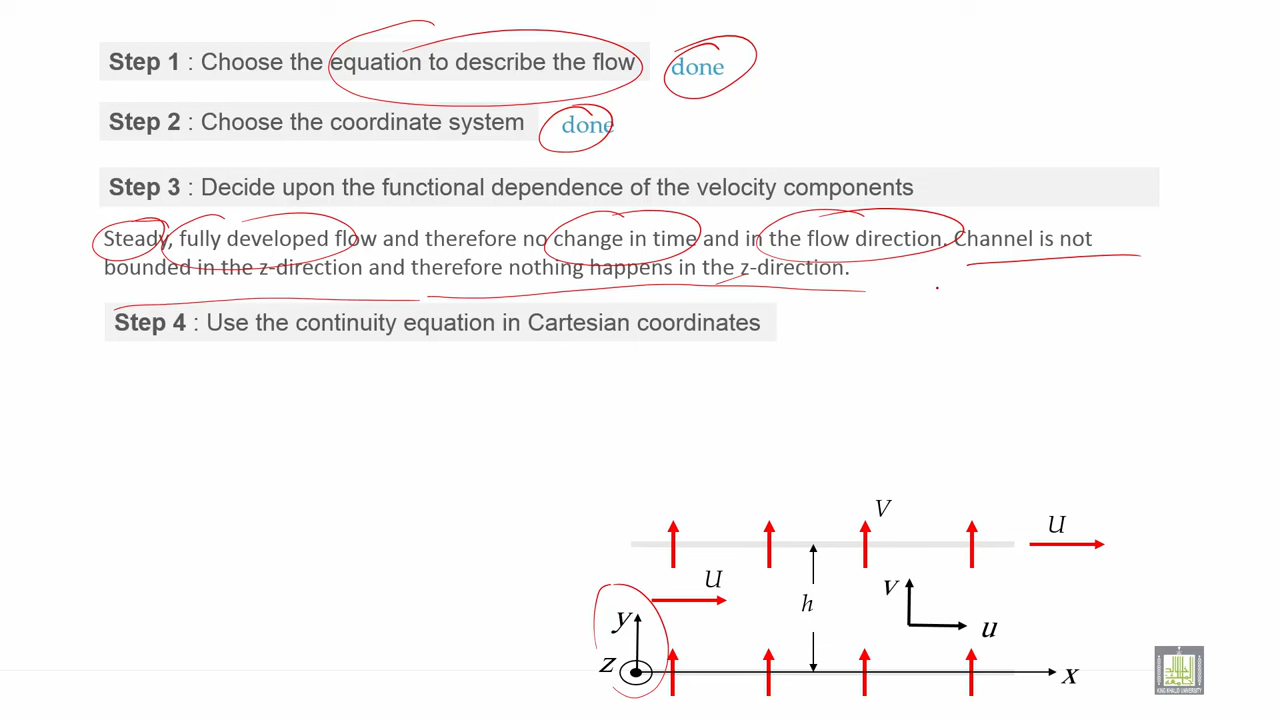 Step 1 : Choose the equation to describe the flow
done
Step 2 : Choose the coordinate system
done
Step 3 : Decide upon the functional dependence of the velocity components
Steady, fully developed flow and therefore no change in time and in the flow direction. Channel is not
bounded in the z-direction and therefore nothing happens in the z-direction.
Step 4 : Use the continuity equation in Cartesian coordinates
V
U
U
h
v
u
y
z
x
KING KHALID UNIVERSITY